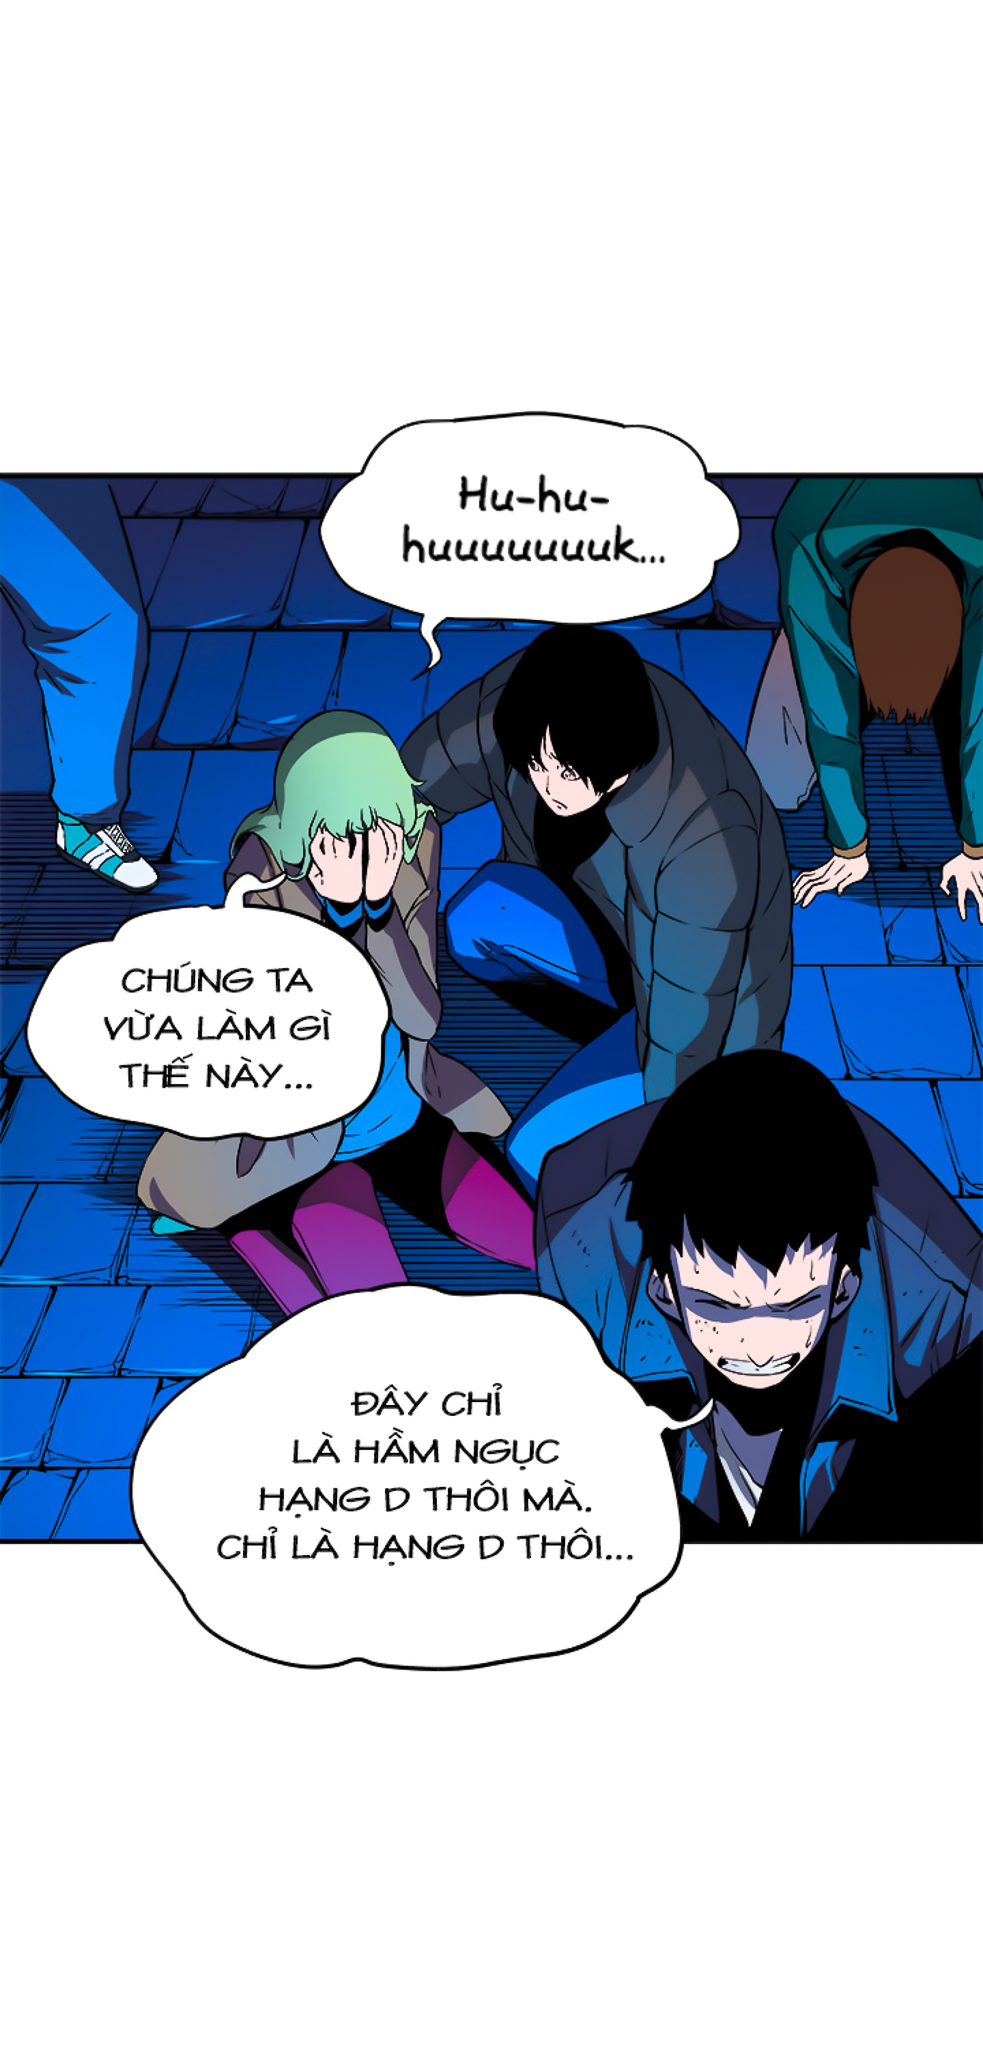 Hu-hu-
huuuuuuuk...
CHÚNG TA
VỪA LÀM GÌ
THẾ NÀY...
ĐÂY CHỈ
LÀ HẦM NGỤC
HẠNG D THÔI MÀ.
CHỈ LÀ HẠNG D THÔI...